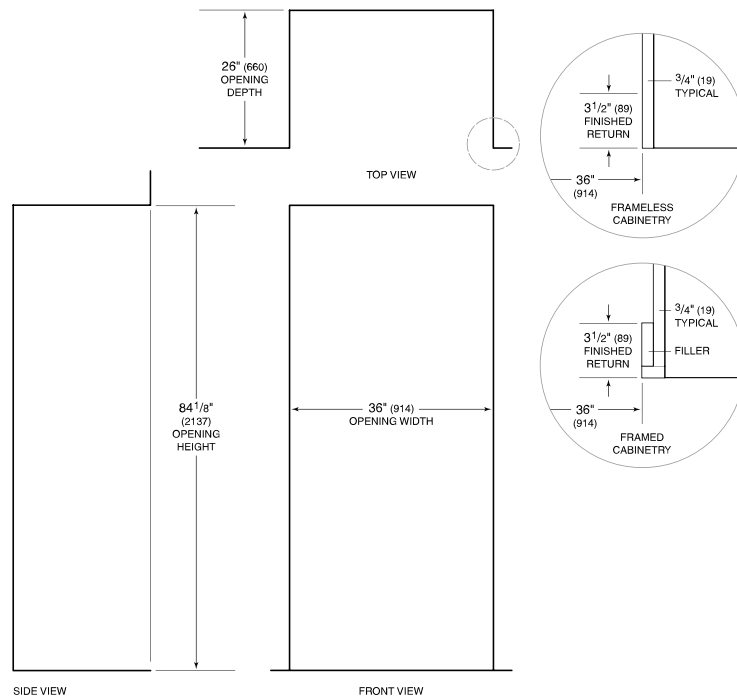 26" (660)
OPENING
DEPTH
TOP VIEW
3/4" (19)
TYPICAL
3 1/2" (89)
FINISHED
RETURN
36"
(914)
FRAMELESS
CABINETRY
3/4" (19)
TYPICAL
3 1/2" (89)
FINISHED
RETURN
FILLER
36"
(914)
FRAMED
CABINETRY
84 1/8"
(2137)
OPENING
HEIGHT
36" (914)
OPENING WIDTH
SIDE VIEW
FRONT VIEW